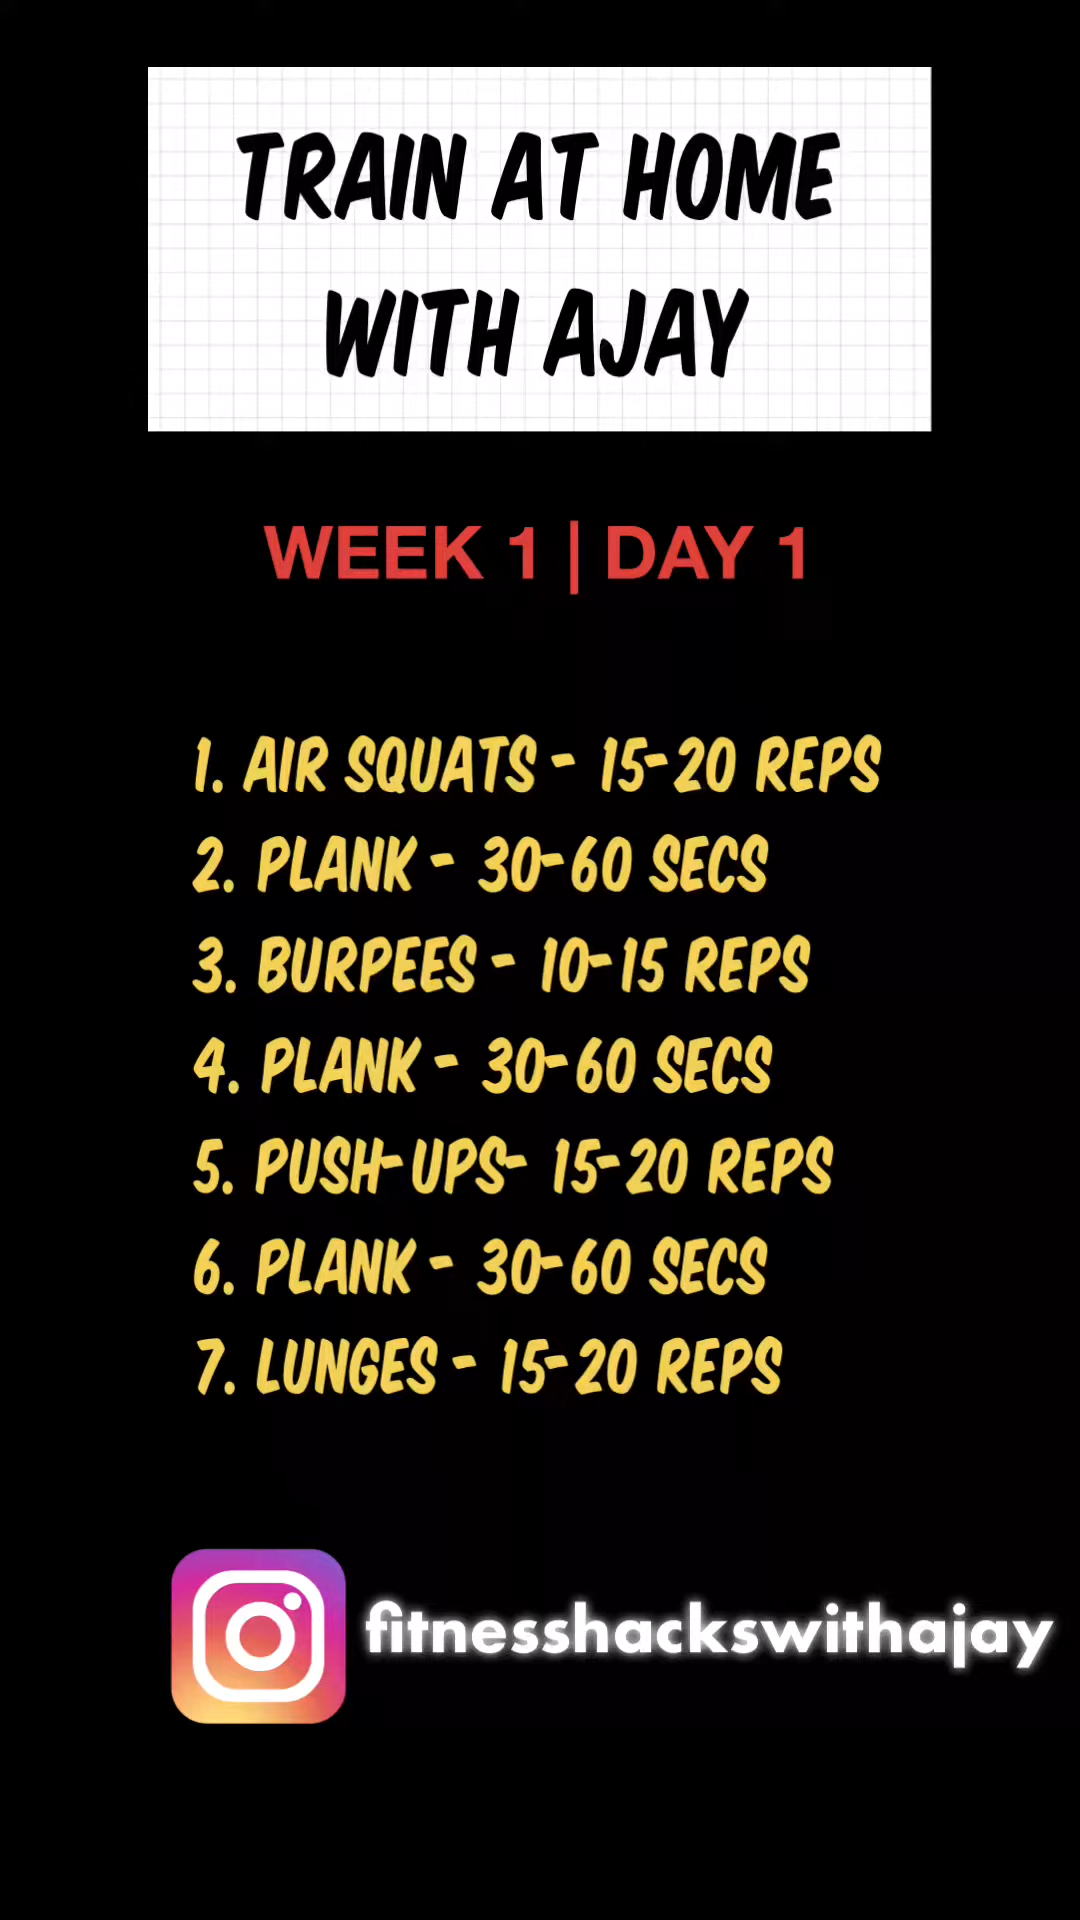 TRAIN AT HOME
WITH AJAY
WEEK 1 | DAY 1
1. AIR SQUATS - 15-20 REPS
2. PLANK - 30-60 SECS
3. BURPEES - 10-15 REPS
4. PLANK - 30-60 SECS
5. PUSH-UPS- 15-20 REPS
6. PLANK - 30-60 SECS
7. LUNGES - 15-20 REPS
fitnesshackswithajay